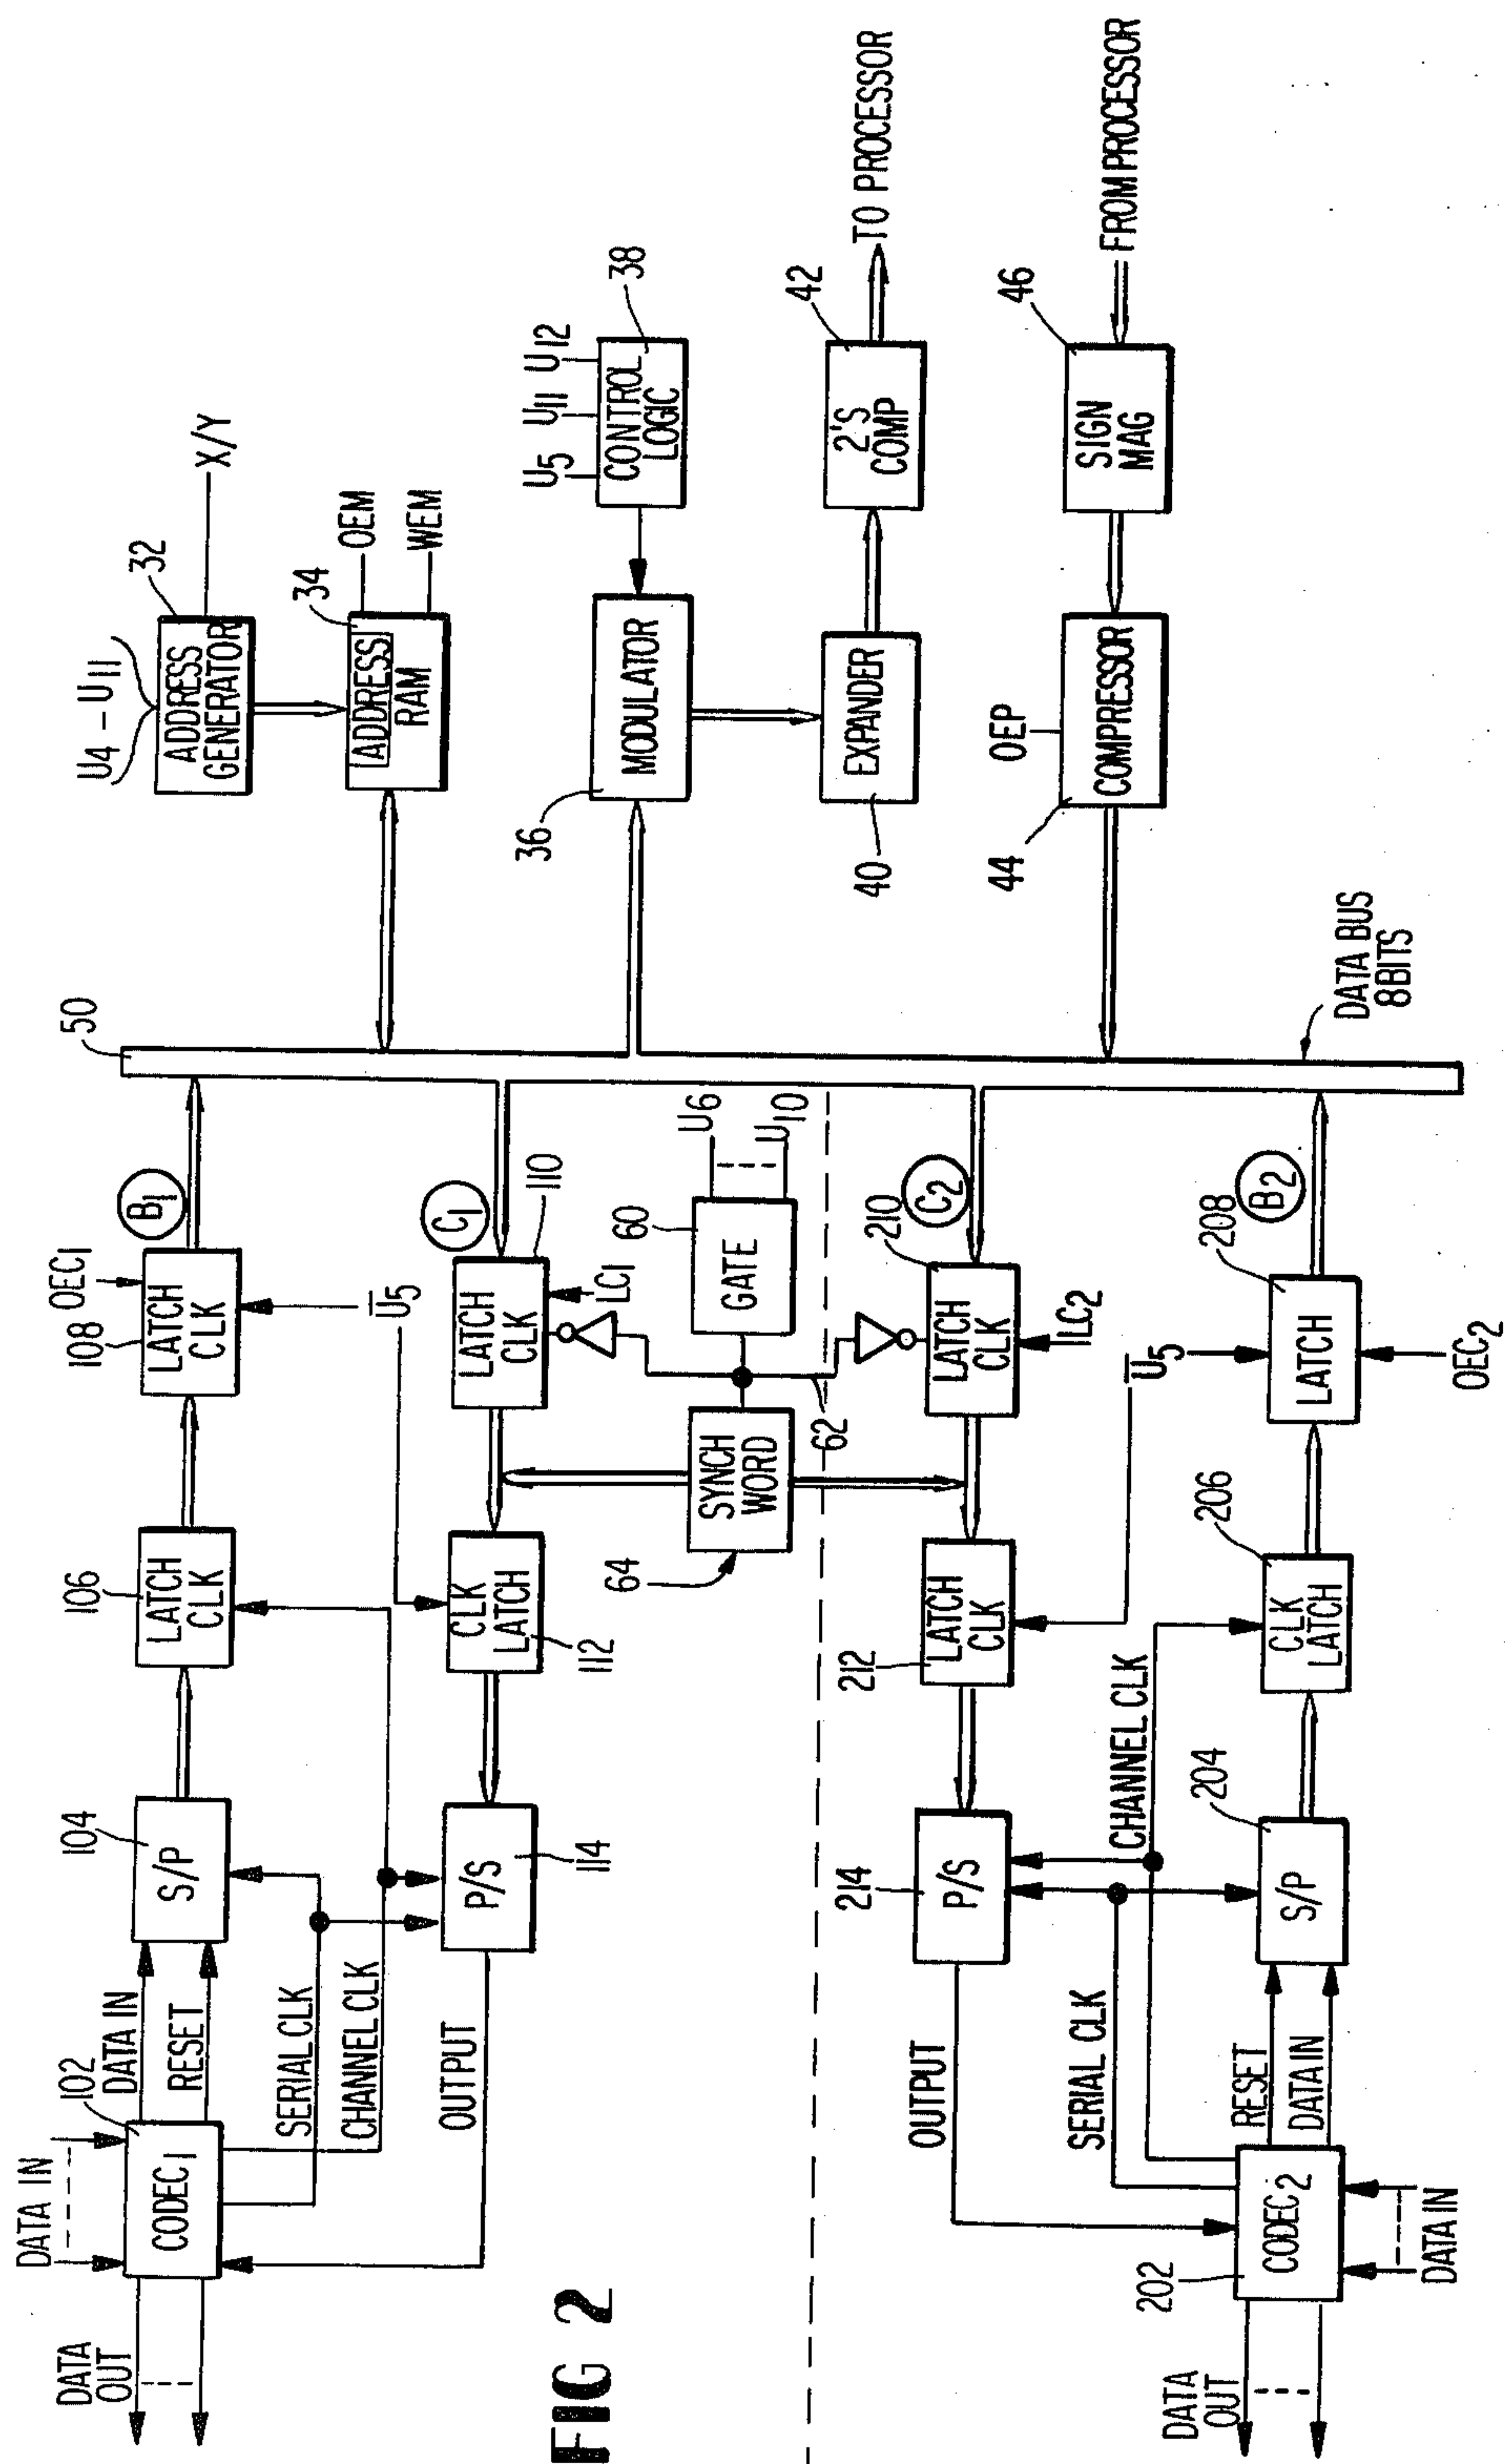 DATA IN
DATA
OUT
CODEC1
102
DATA IN
RESET
SERIAL CLK
CHANNEL CLK
OUTPUT
104
S/P
106
LATCH
CLK
108
LATCH
CLK
OEC1
B1
U̅5
114
P/S
112
CLK
LATCH
110
LATCH
CLK
LC1
C1
50
U4 - U11
32
ADDRESS
GENERATOR
X/Y
34
ADDRESS
RAM
OEM
WEM
64
SYNCH
WORD
62
60
GATE
U6
U10
36
MODULATOR
U5
U11
U12
CONTROL
LOGIC
38
40
EXPANDER
42
2'S
COMP
TO PROCESSOR
44
COMPRESSOR
OEP
46
SIGN
MAG
FROM PROCESSOR
FIG 2
214
P/S
212
LATCH
CLK
210
LATCH
CLK
ILC2
C2
OUTPUT
SERIAL CLK
CHANNEL CLK
RESET
DATA IN
202
CODEC2
DATA IN
DATA
OUT
204
S/P
206
CLK
LATCH
208
LATCH
U̅5
OEC2
B2
DATA BUS
8BITS